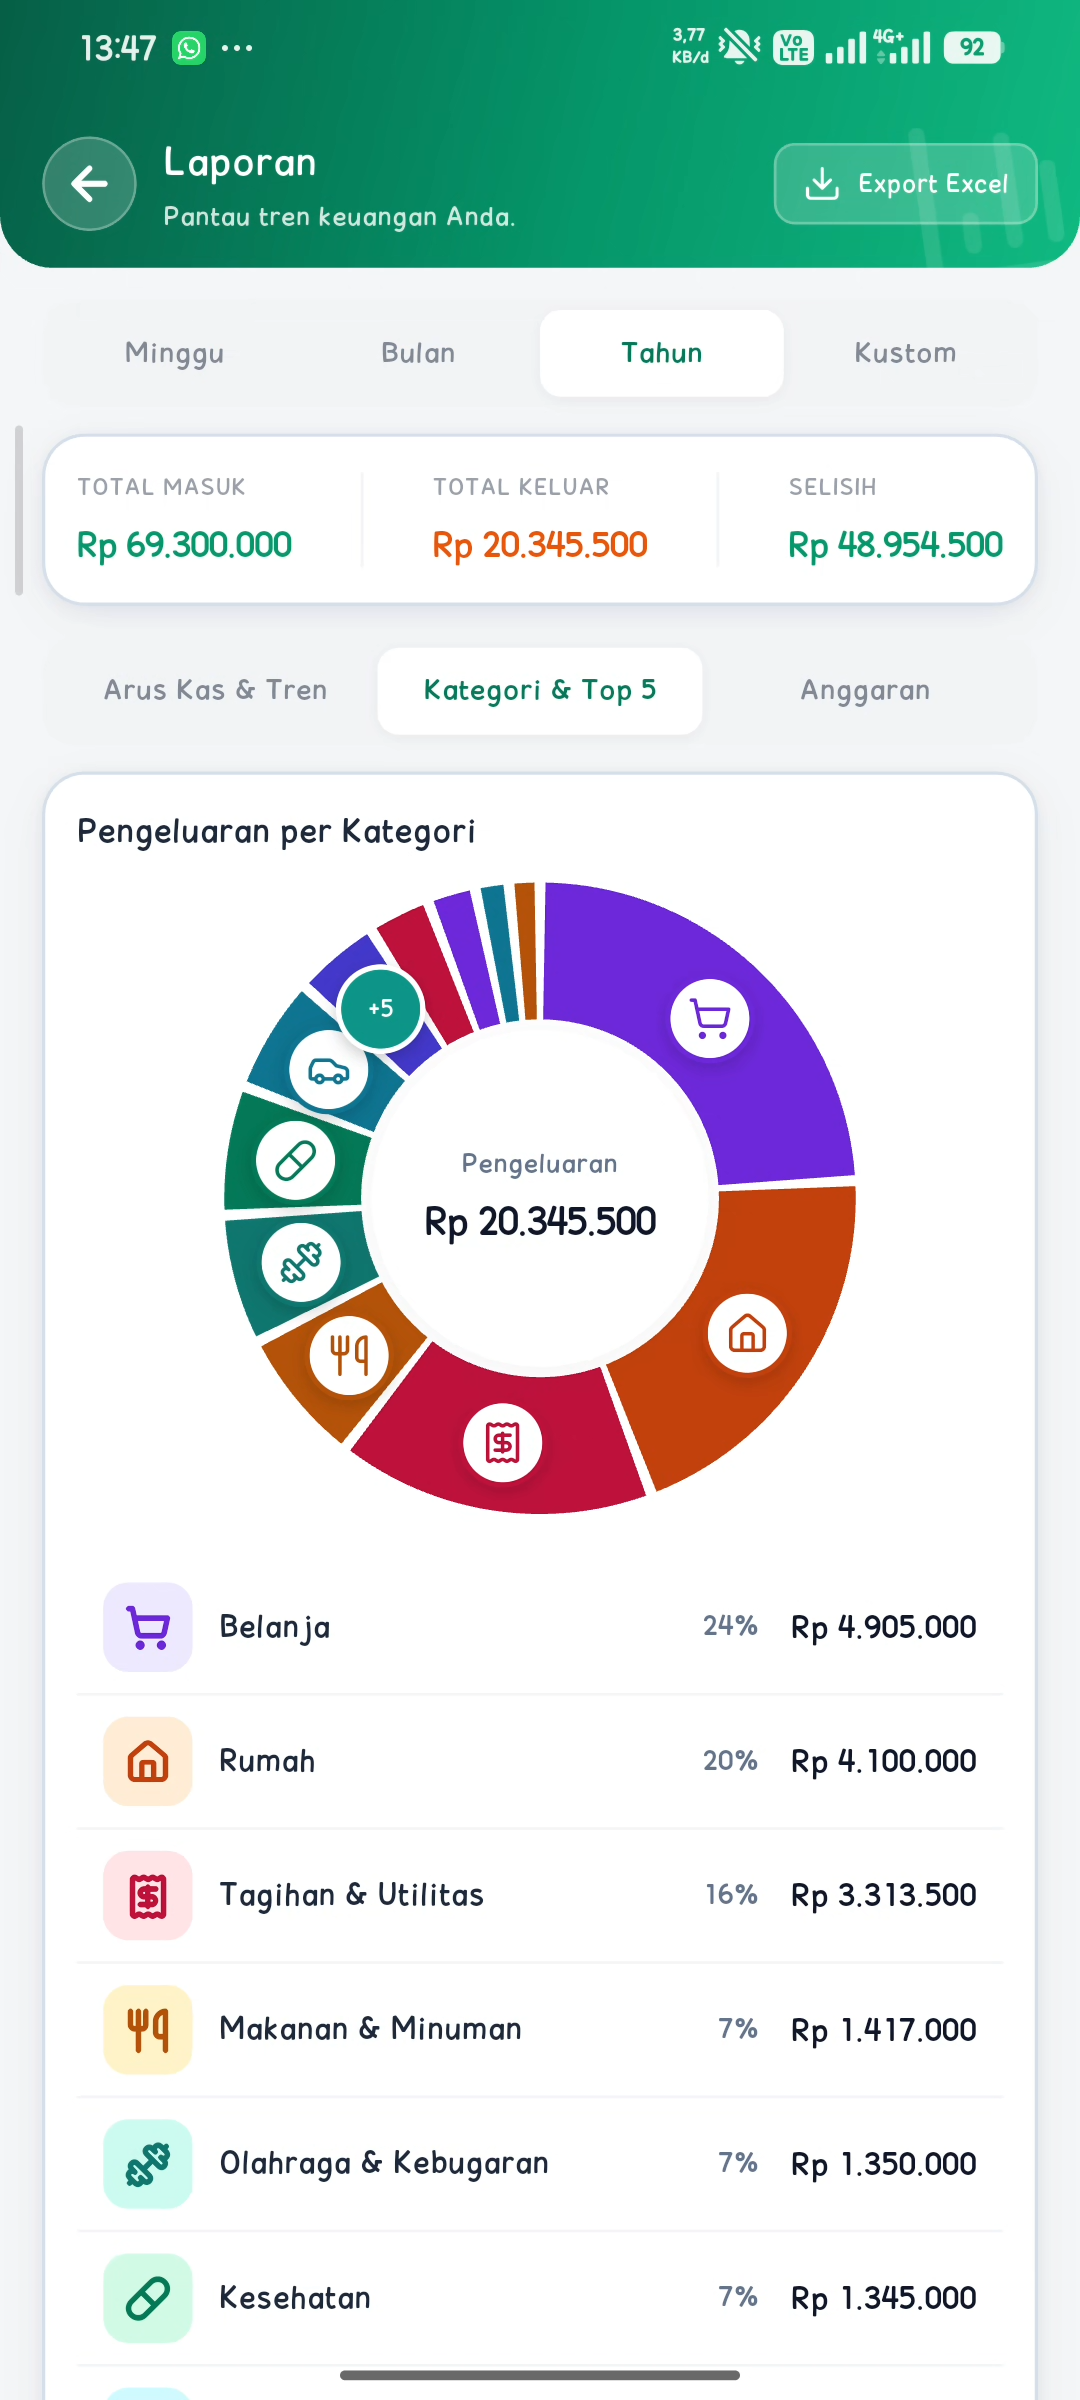 13:47
3,77
KB/d
Vo
LTE
4G+
92
Laporan
Pantau tren keuangan Anda.
Export Excel
Minggu
Bulan
Tahun
Kustom
TOTAL MASUK
TOTAL KELUAR
SELISIH
Rp 69.300.000
Rp 20.345.500
Rp 48.954.500
Arus Kas & Tren
Kategori & Top 5
Anggaran
Pengeluaran per Kategori
+5
Pengeluaran
Rp 20.345.500
Belanja 24% Rp 4.905.000
Rumah 20% Rp 4.100.000
Tagihan & Utilitas 16% Rp 3.313.500
Makanan & Minuman 7% Rp 1.417.000
Olahraga & Kebugaran 7% Rp 1.350.000
Kesehatan 7% Rp 1.345.000